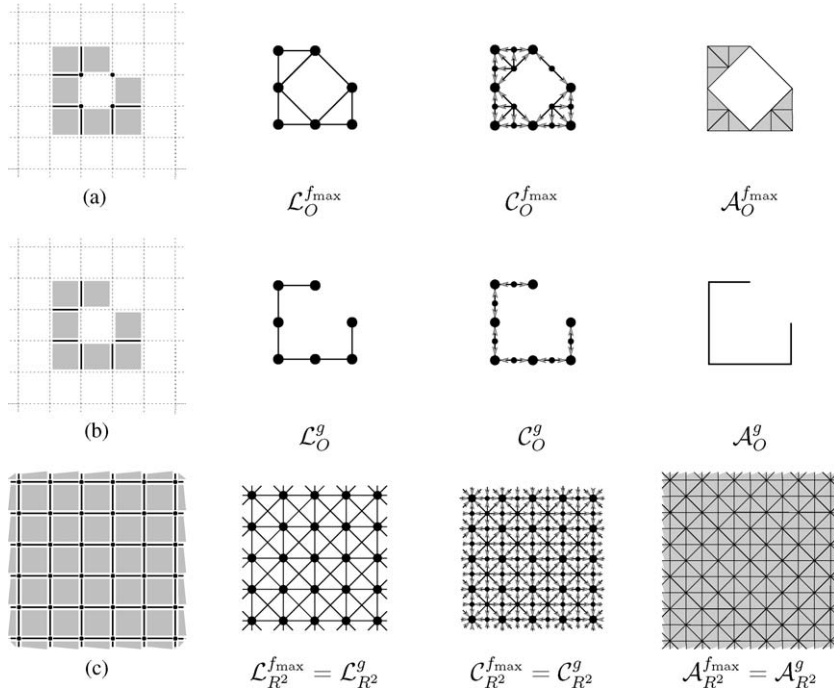 (a) $\mathcal{L}_O^{f_{\max}}$ $\mathcal{C}_O^{f_{\max}}$ $\mathcal{A}_O^{f_{\max}}$
(b) $\mathcal{L}_O^{g}$ $\mathcal{C}_O^{g}$ $\mathcal{A}_O^{g}$
(c) $\mathcal{L}_{R^2}^{f_{\max}} = \mathcal{L}_{R^2}^{g}$ $\mathcal{C}_{R^2}^{f_{\max}} = \mathcal{C}_{R^2}^{g}$ $\mathcal{A}_{R^2}^{f_{\max}} = \mathcal{A}_{R^2}^{g}$